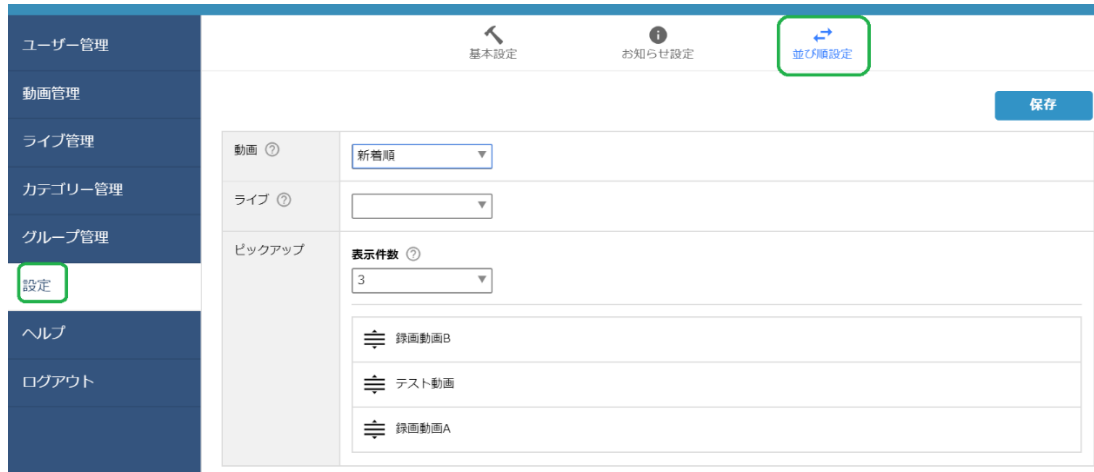 ユーザー管理
動画管理
ライブ管理
カテゴリー管理
グループ管理
設定
ヘルプ
ログアウト
基本設定
お知らせ設定
並び順設定
保存
動画 ?
新着順
ライブ ?
ピックアップ
表示件数 ?
3
録画動画B
テスト動画
録画動画A